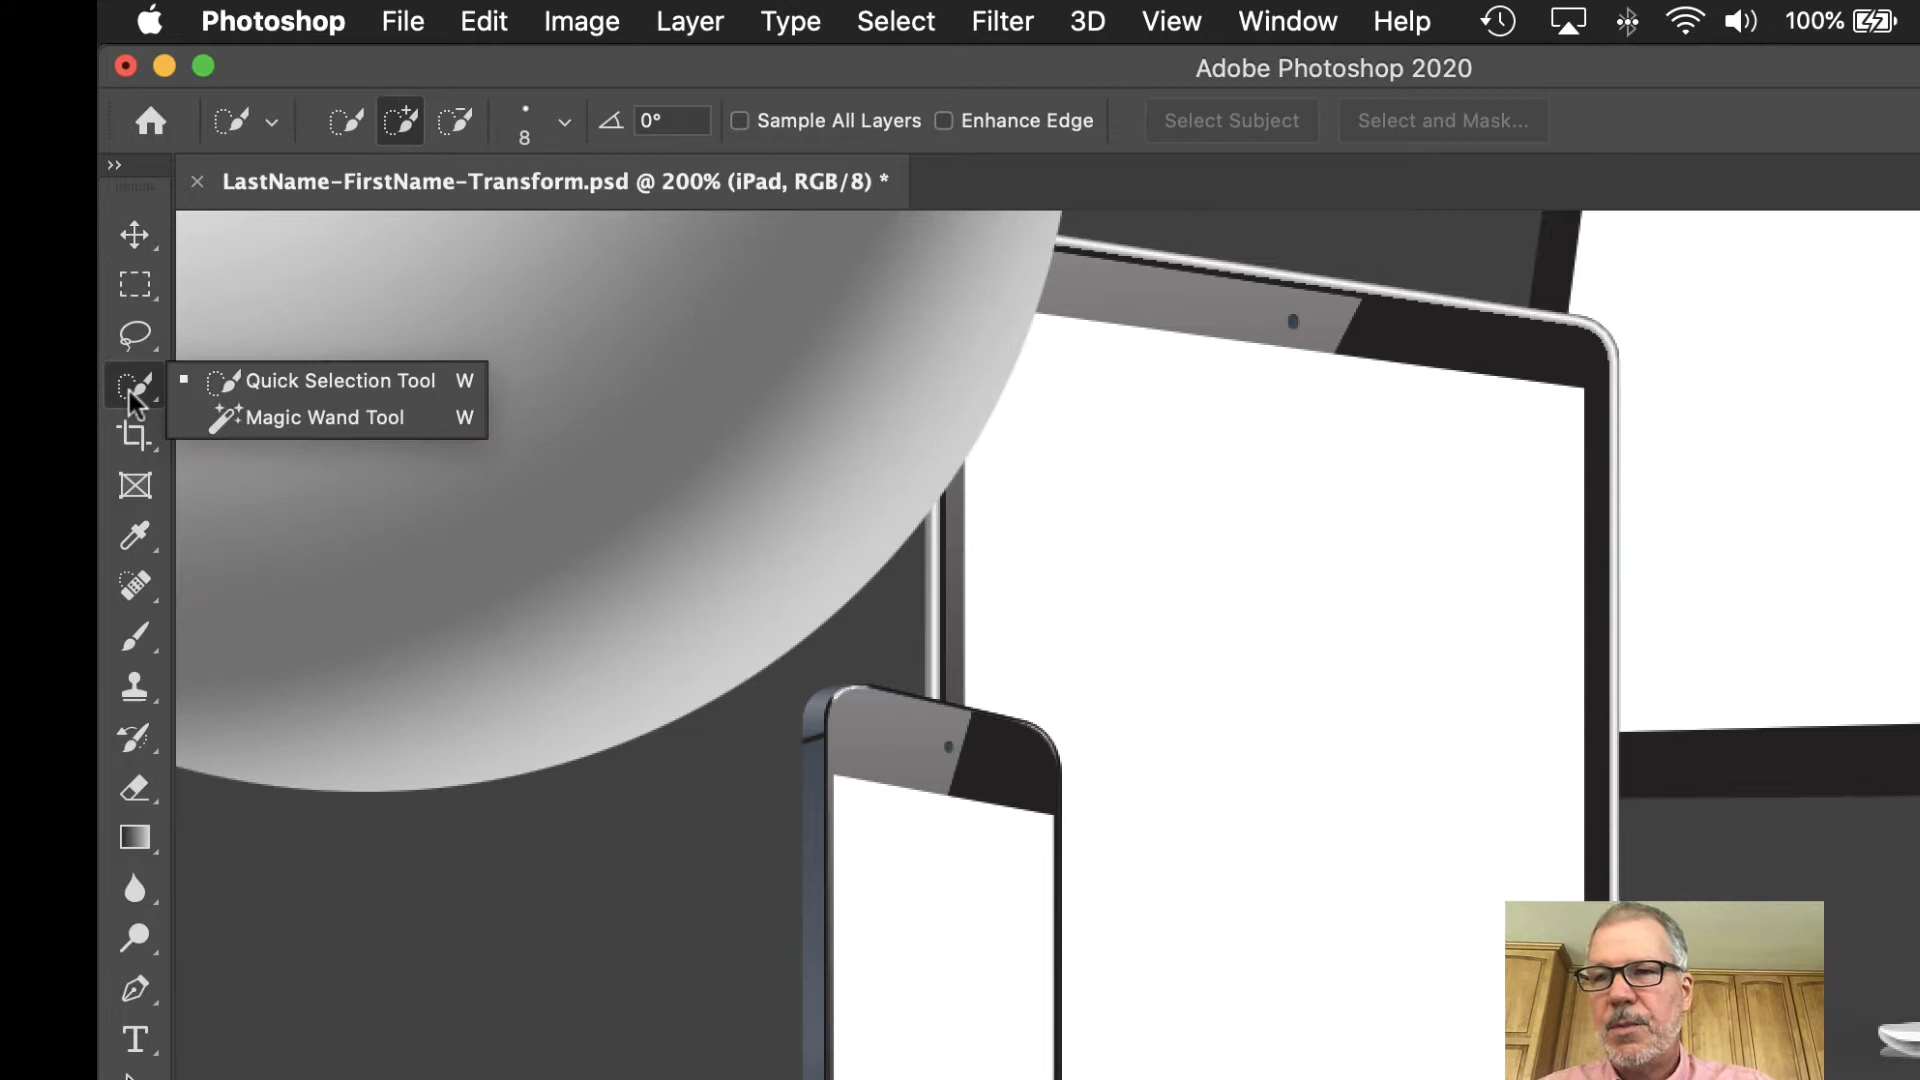 Photoshop File Edit Image Layer Type Select Filter 3D View Window Help 100%
Adobe Photoshop 2020
8 0° Sample All Layers Enhance Edge Select Subject Select and Mask...
LastName-FirstName-Transform.psd @ 200% (iPad, RGB/8) *
Quick Selection Tool W
Magic Wand Tool W